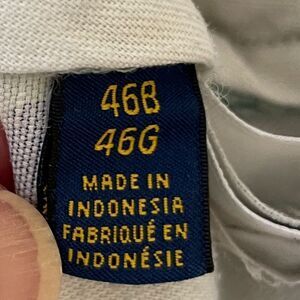 46B
46G
MADE IN
INDONESIA
FABRIQUÉ EN
INDONÉSIE